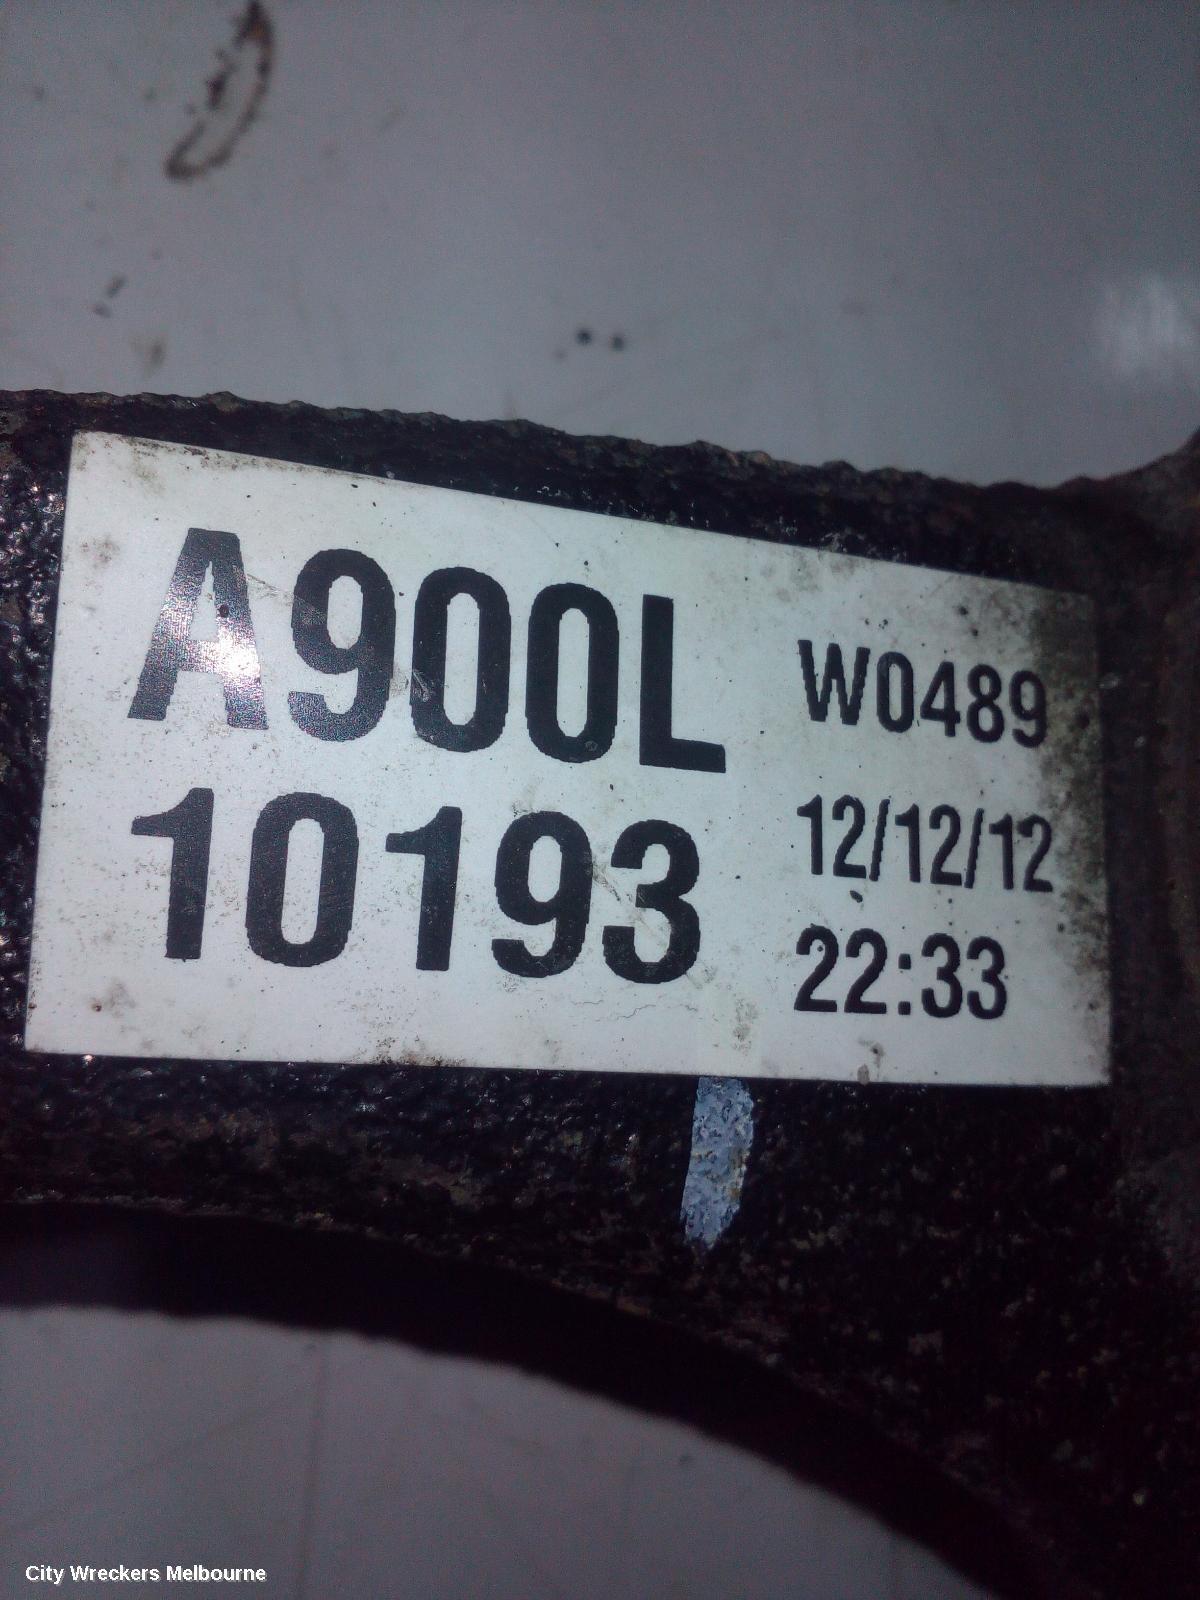 A900L
10193
W0489
12/12/12
22:33
City Wreckers Melbourne